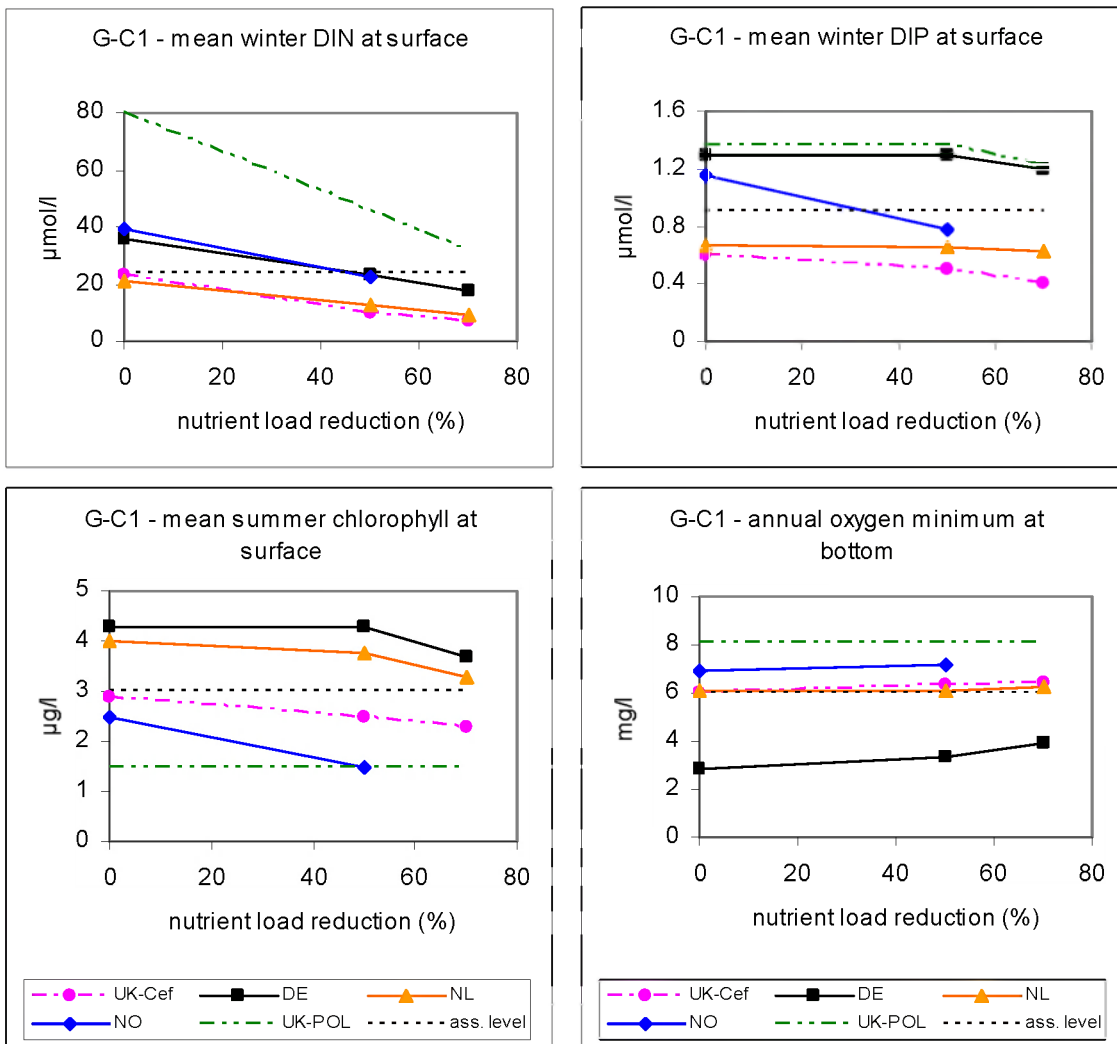 G-C1 - mean winter DIN at surface
80
60
40
20
0
µmol/l
0 20 40 60 80
nutrient load reduction (%)
G-C1 - mean winter DIP at surface
1.6
1.2
0.8
0.4
0
µmol/l
0 20 40 60 80
nutrient load reduction (%)
G-C1 - mean summer chlorophyll at
surface
5
4
3
2
1
0
µg/l
0 20 40 60 80
nutrient load reduction (%)
UK-Cef DE NL
NO UK-POL ass. level
G-C1 - annual oxygen minimum at
bottom
10
8
6
4
2
0
mg/l
0 20 40 60 80
nutrient load reduction (%)
UK-Cef DE NL
NO UK-POL ass. level